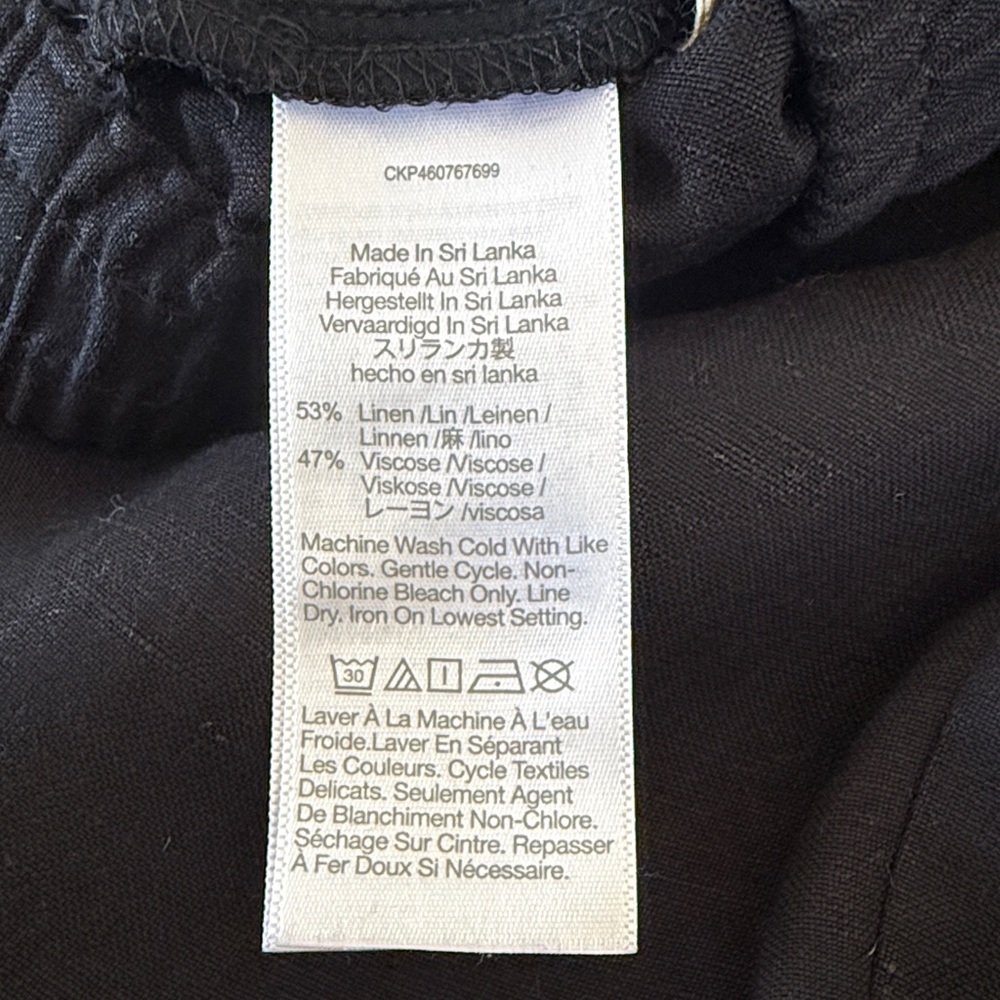 CKP460767699
Made In Sri Lanka
Fabriqué Au Sri Lanka
Hergestellt In Sri Lanka
Vervaardigd In Sri Lanka
スリランカ製
hecho en sri lanka
53% Linen /Lin /Leinen /
Linnen /麻 /lino
47% Viscose /Viscose /
Viskose /Viscose /
レーヨン /viscosa
Machine Wash Cold With Like
Colors. Gentle Cycle. Non-
Chlorine Bleach Only. Line
Dry. Iron On Lowest Setting.
30
Laver À La Machine À L'eau
Froide.Laver En Séparant
Les Couleurs. Cycle Textiles
Delicats. Seulement Agent
De Blanchiment Non-Chlore.
Séchage Sur Cintre. Repasser
À Fer Doux Si Nécessaire.